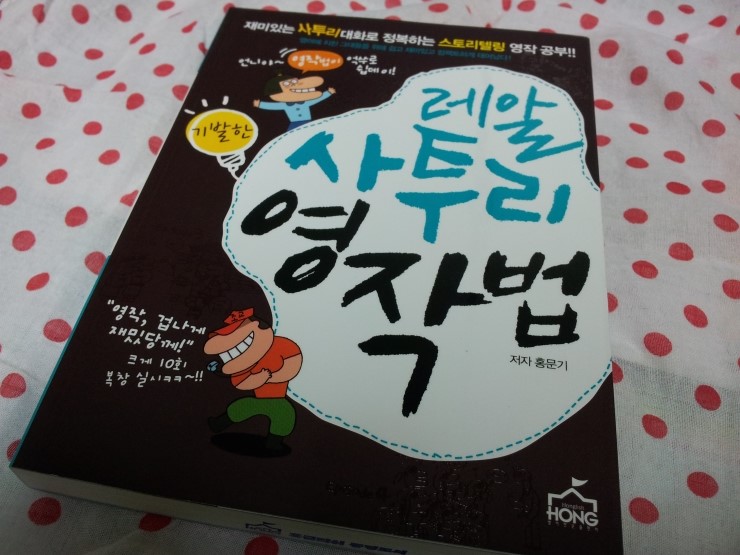 재미있는 사투리대화로 정복하는 스토리텔링 영작 공부!!
언니야~ 영작법이 억쑤로 쉽데이!
기발한
레알
사투리
영작법
"영작, 겁나게
재밌당께!"
크게 10회
복창 실시ㅋㅋ~!!
저자 홍문기
HONG